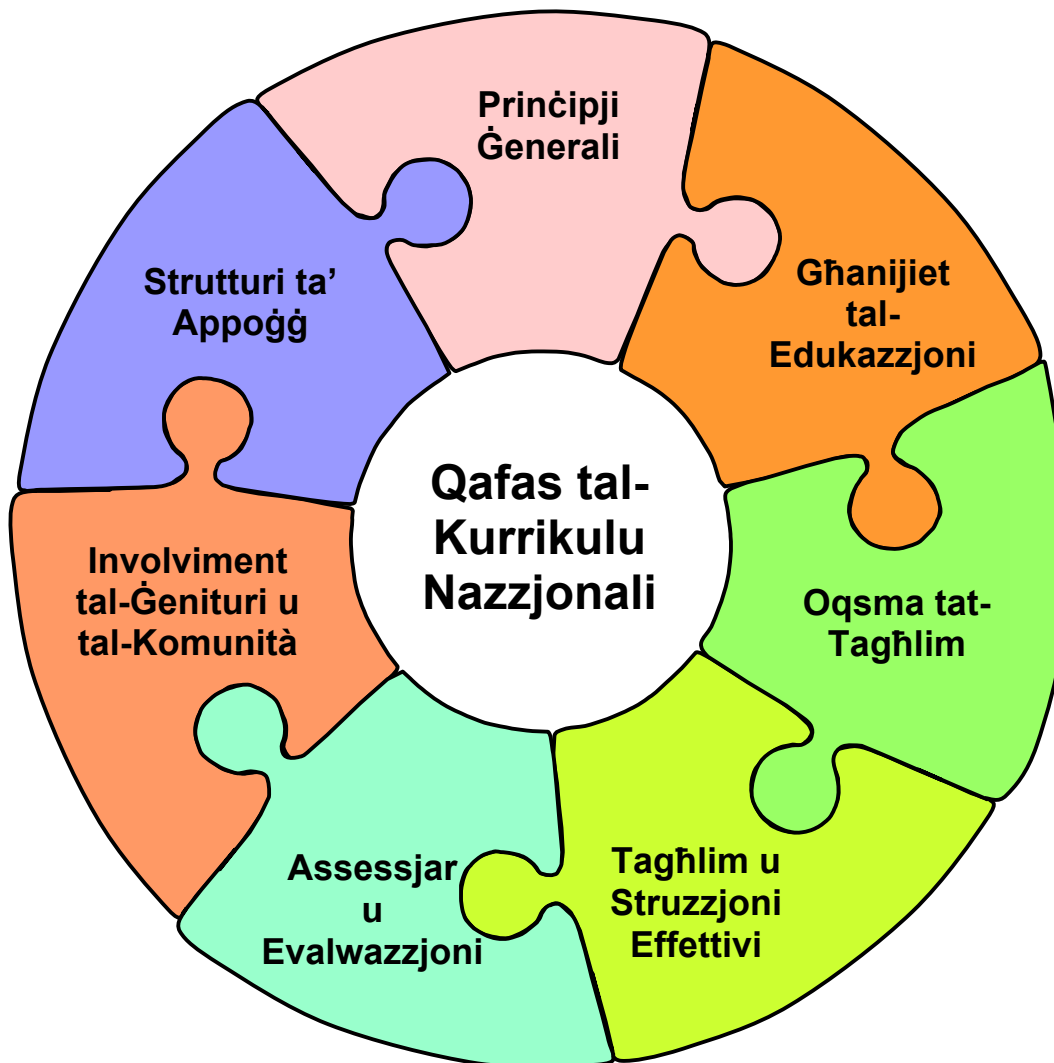 Prinċipji
Ġenerali
Għanijiet
tal-
Edukazzjoni
Oqsma tat-
Tagħlim
Tagħlim u
Struzzjoni
Effettivi
Assessjar
u
Evalwazzjoni
Involviment
tal-Ġenituri u
tal-Komunità
Strutturi ta’
Appoġġ
Qafas tal-
Kurrikulu
Nazzjonali